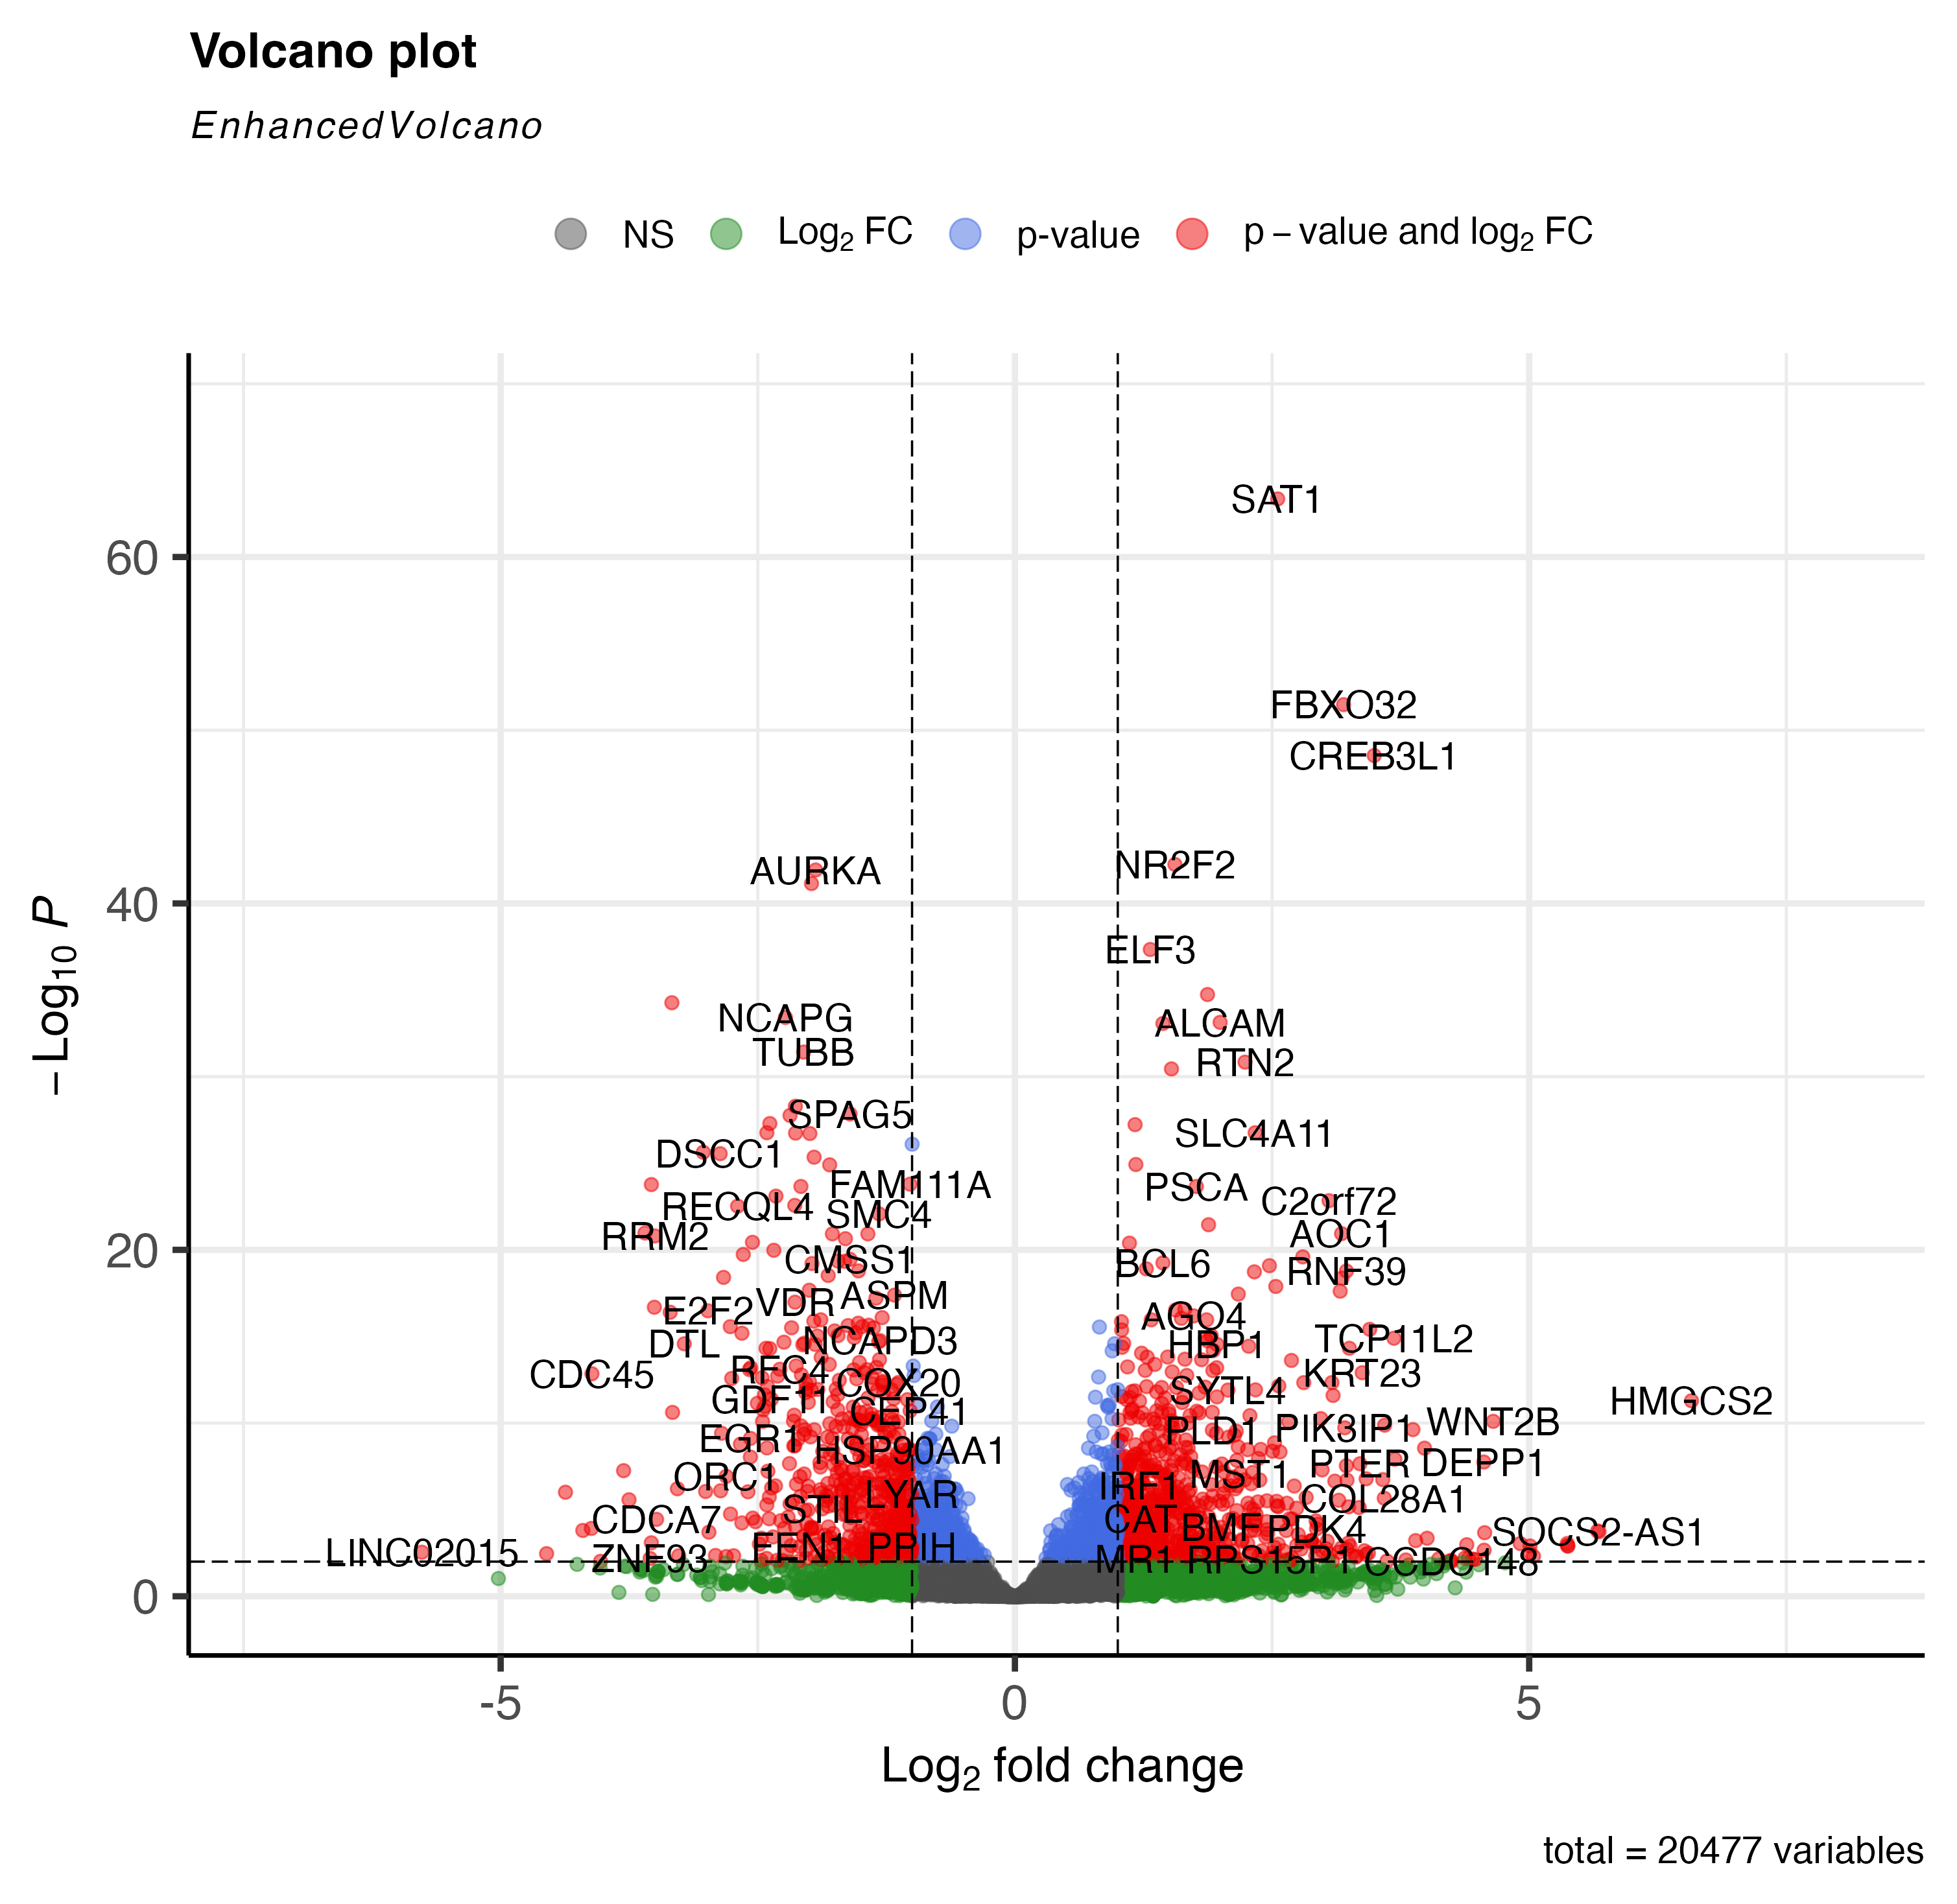 Volcano plot
EnhancedVolcano
NS Log2 FC p-value p – value and log2 FC
SAT1
60
FBXO32
CREB3L1
NR2F2
AURKA
40
ELF3
NCAPG
ALCAM
TUBB
RTN2
SPAG5
SLC4A11
DSCC1
FAM111A
PSCA
C2orf72
RECQL4
SMC4
AOC1
RRM2
20
CMSS1
BCL6
RNF39
VDR
ASPM
E2F2
AGO4
DTL
NCAPD3
HBP1
TCP11L2
CDC45
RFC4
KRT23
COX20
SYTL4
GDF11
HMGCS2
CEP41
WNT2B
PLD1
PIK3IP1
EGR1
HSP90AA1
PTER
DEPP1
ORC1
MST1
IRF1
LYAR
COL28A1
STIL
CDCA7
CAT
BMF
PDK4
SOCS2-AS1
LINC02015
FEN1
PPIH
ZNF93
MR1
RPS15P1
CCDC148
0
-5 0 5
–Log10 P
Log2 fold change
total = 20477 variables